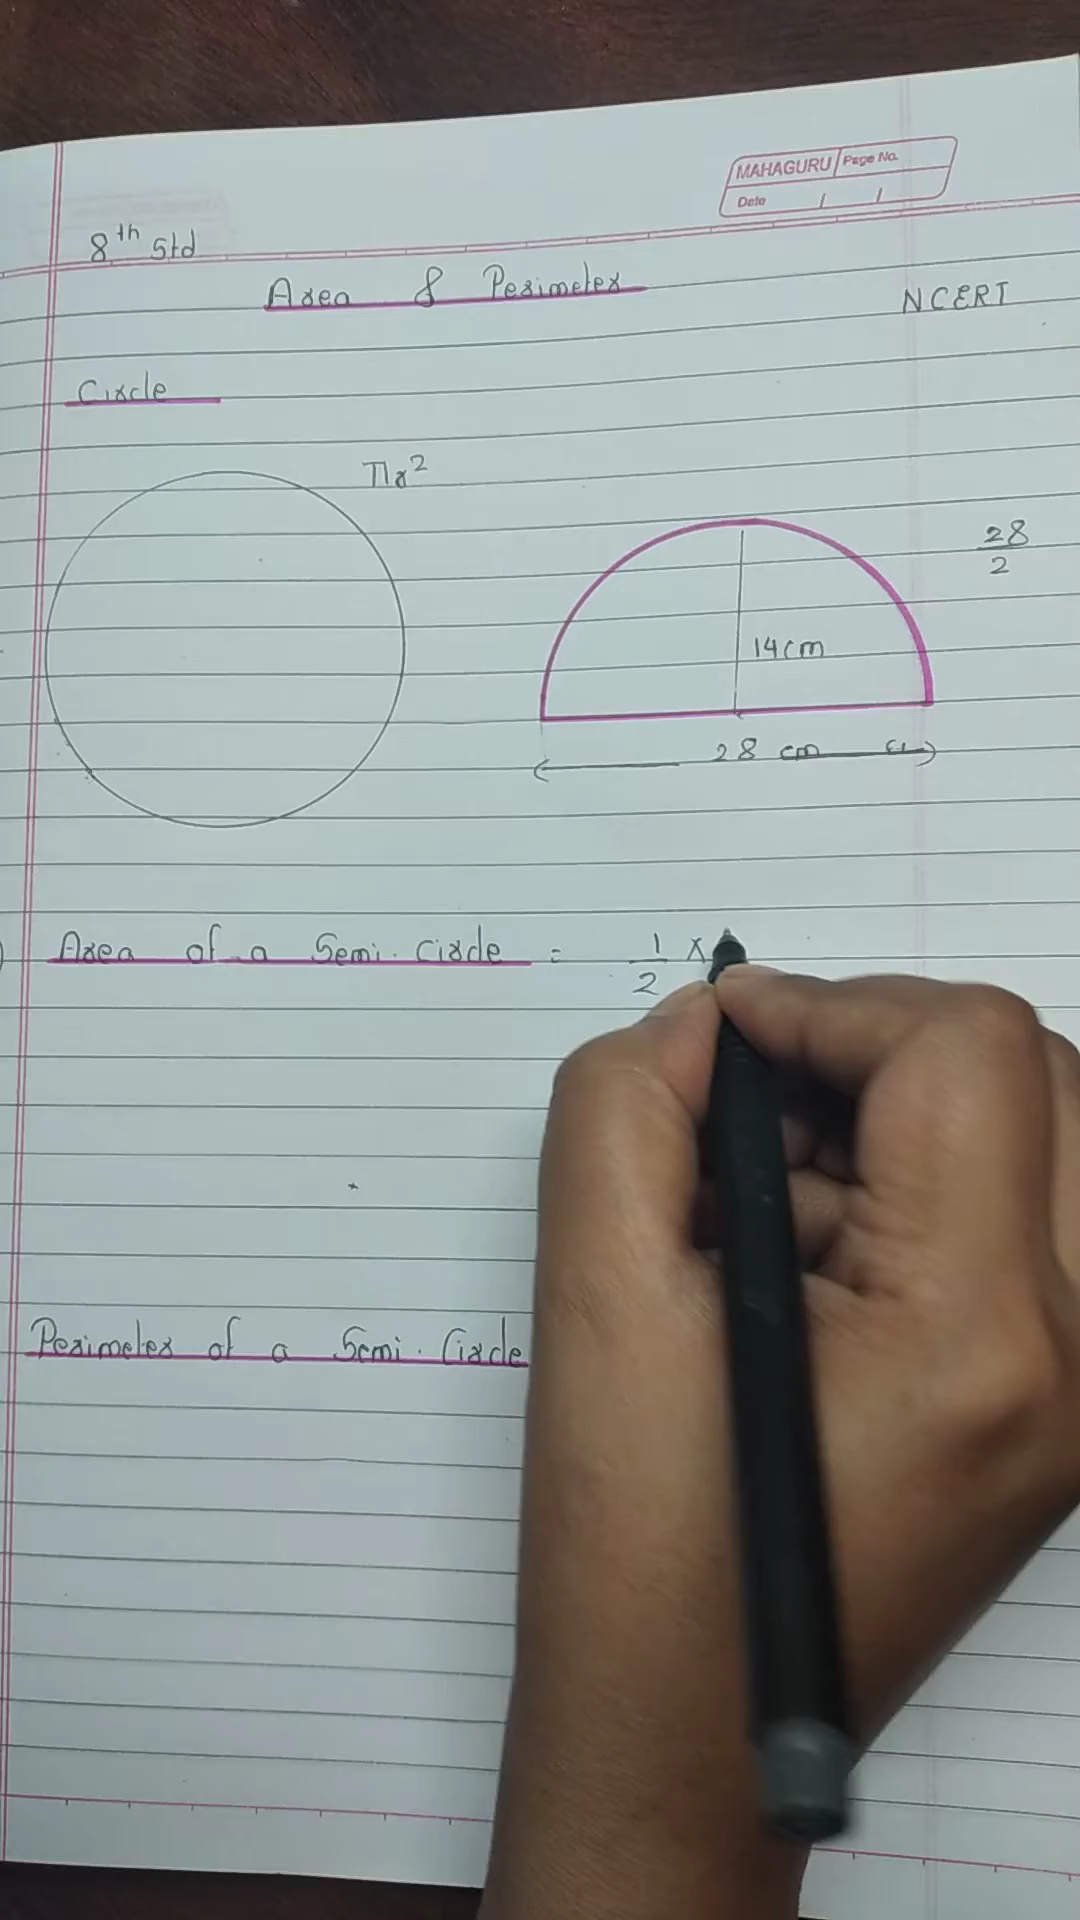 MAHAGURU Page No.
Date / /
8th Std
Area & Perimeter
NCERT
Circle
πr²
28/2
14cm
28 cm
Area of a Semi. Circle = 1/2 ×
Perimeter of a Semi. Circle